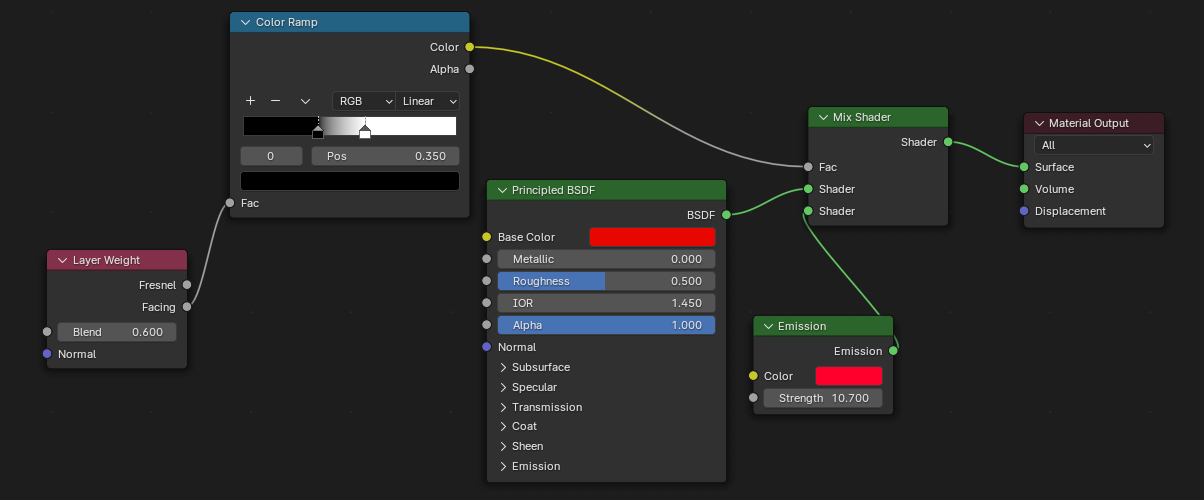 Color Ramp
Color
Alpha
RGB Linear
0 Pos 0.350
Fac
Layer Weight
Fresnel
Facing
Blend 0.600
Normal
Principled BSDF
BSDF
Base Color
Metallic 0.000
Roughness 0.500
IOR 1.450
Alpha 1.000
Normal
Subsurface
Specular
Transmission
Coat
Sheen
Emission
Mix Shader
Shader
Fac
Shader
Shader
Emission
Emission
Color
Strength 10.700
Material Output
All
Surface
Volume
Displacement